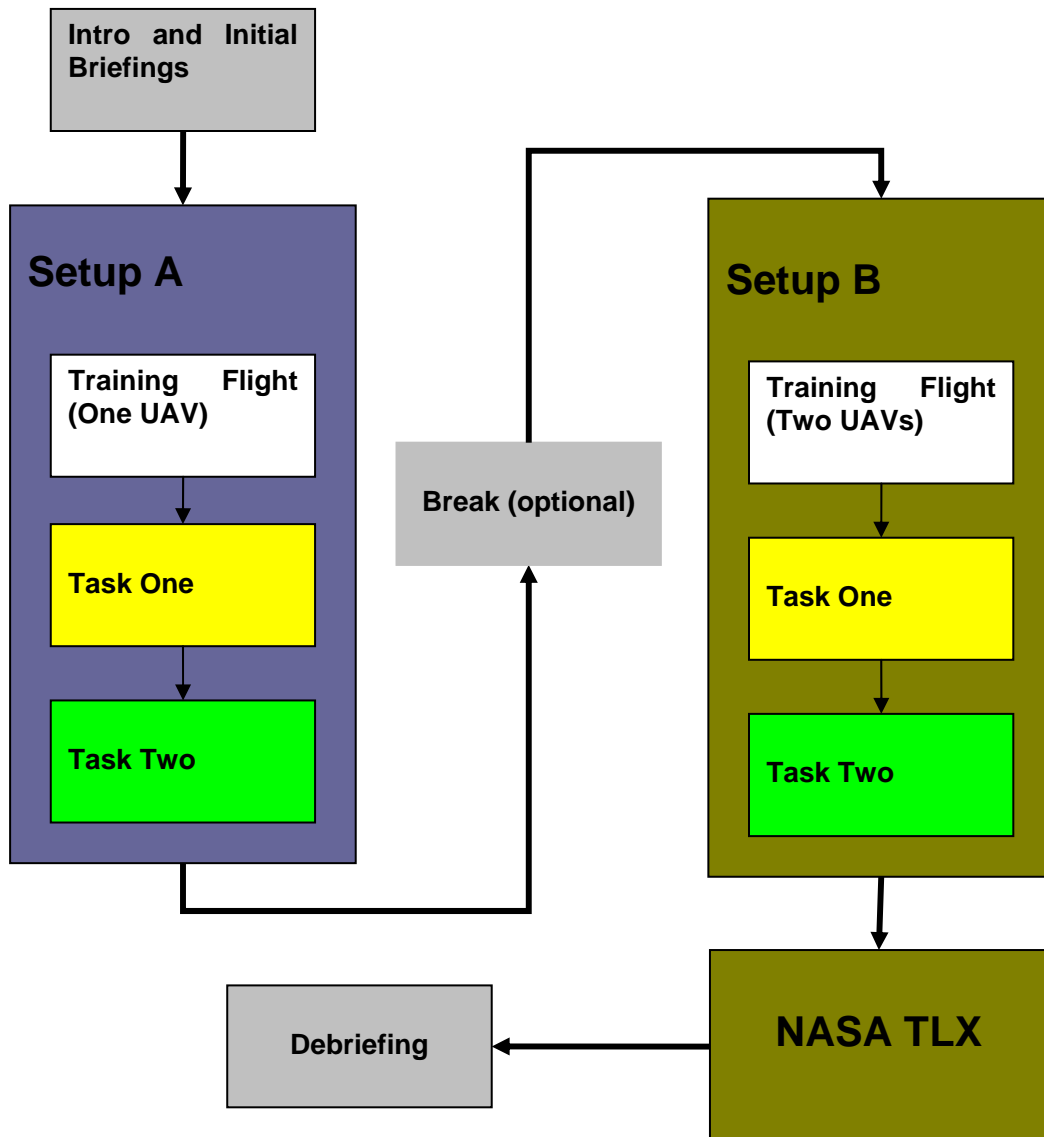 Intro and Initial
Briefings
Setup A
Training Flight
(One UAV)
Task One
Task Two
Break (optional)
Setup B
Training Flight
(Two UAVs)
Task One
Task Two
NASA TLX
Debriefing